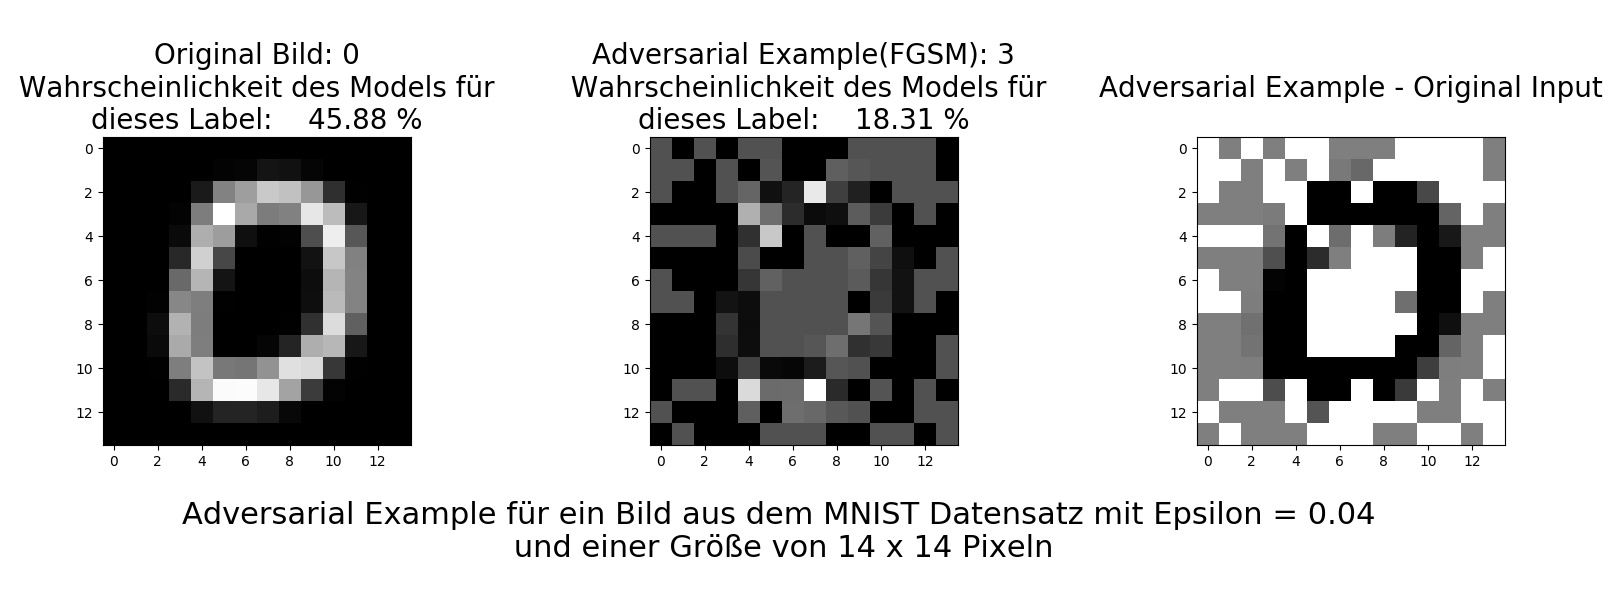 Original Bild: 0
Wahrscheinlichkeit des Models für
dieses Label: 45.88 %
0
2
4
6
8
10
12
0 2 4 6 8 10 12
Adversarial Example(FGSM): 3
Wahrscheinlichkeit des Models für
dieses Label: 18.31 %
0
2
4
6
8
10
12
0 2 4 6 8 10 12
Adversarial Example - Original Input
0
2
4
6
8
10
12
0 2 4 6 8 10 12
Adversarial Example für ein Bild aus dem MNIST Datensatz mit Epsilon = 0.04
und einer Größe von 14 x 14 Pixeln